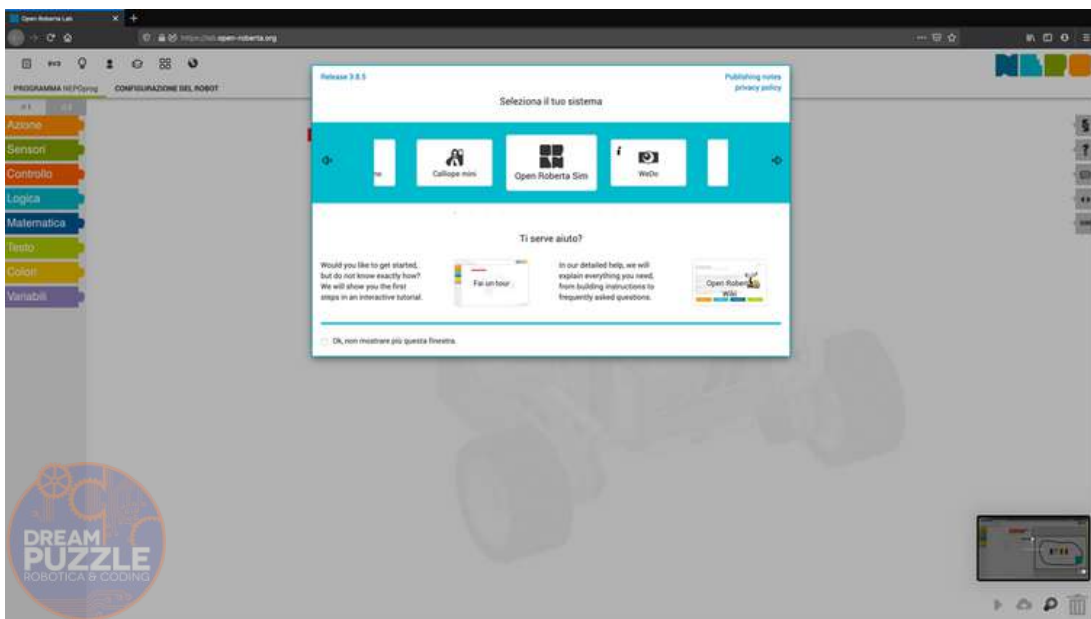 Open Roberta Lab
open-roberta.org
PROGRAMMA NEPOprog
CONFIGURAZIONE DEL ROBOT
Azione
Sensori
Controllo
Logica
Matematica
Testo
Colori
Variabili
Release 3.8.5
Publishing notes
privacy policy
Seleziona il tuo sistema
Calliope mini
Open Roberta Sim
WeDo
Ti serve aiuto?
Would you like to get started,
but do not know exactly how?
We will show you the first
steps in an interactive tutorial.
Fai un tour
In our detailed help, we will
explain everything you need,
from building instructions to
frequently asked questions.
Open Roberta
Wiki
Ok, non mostrare più questa finestra.
DREAM
PUZZLE
ROBOTICA & CODING